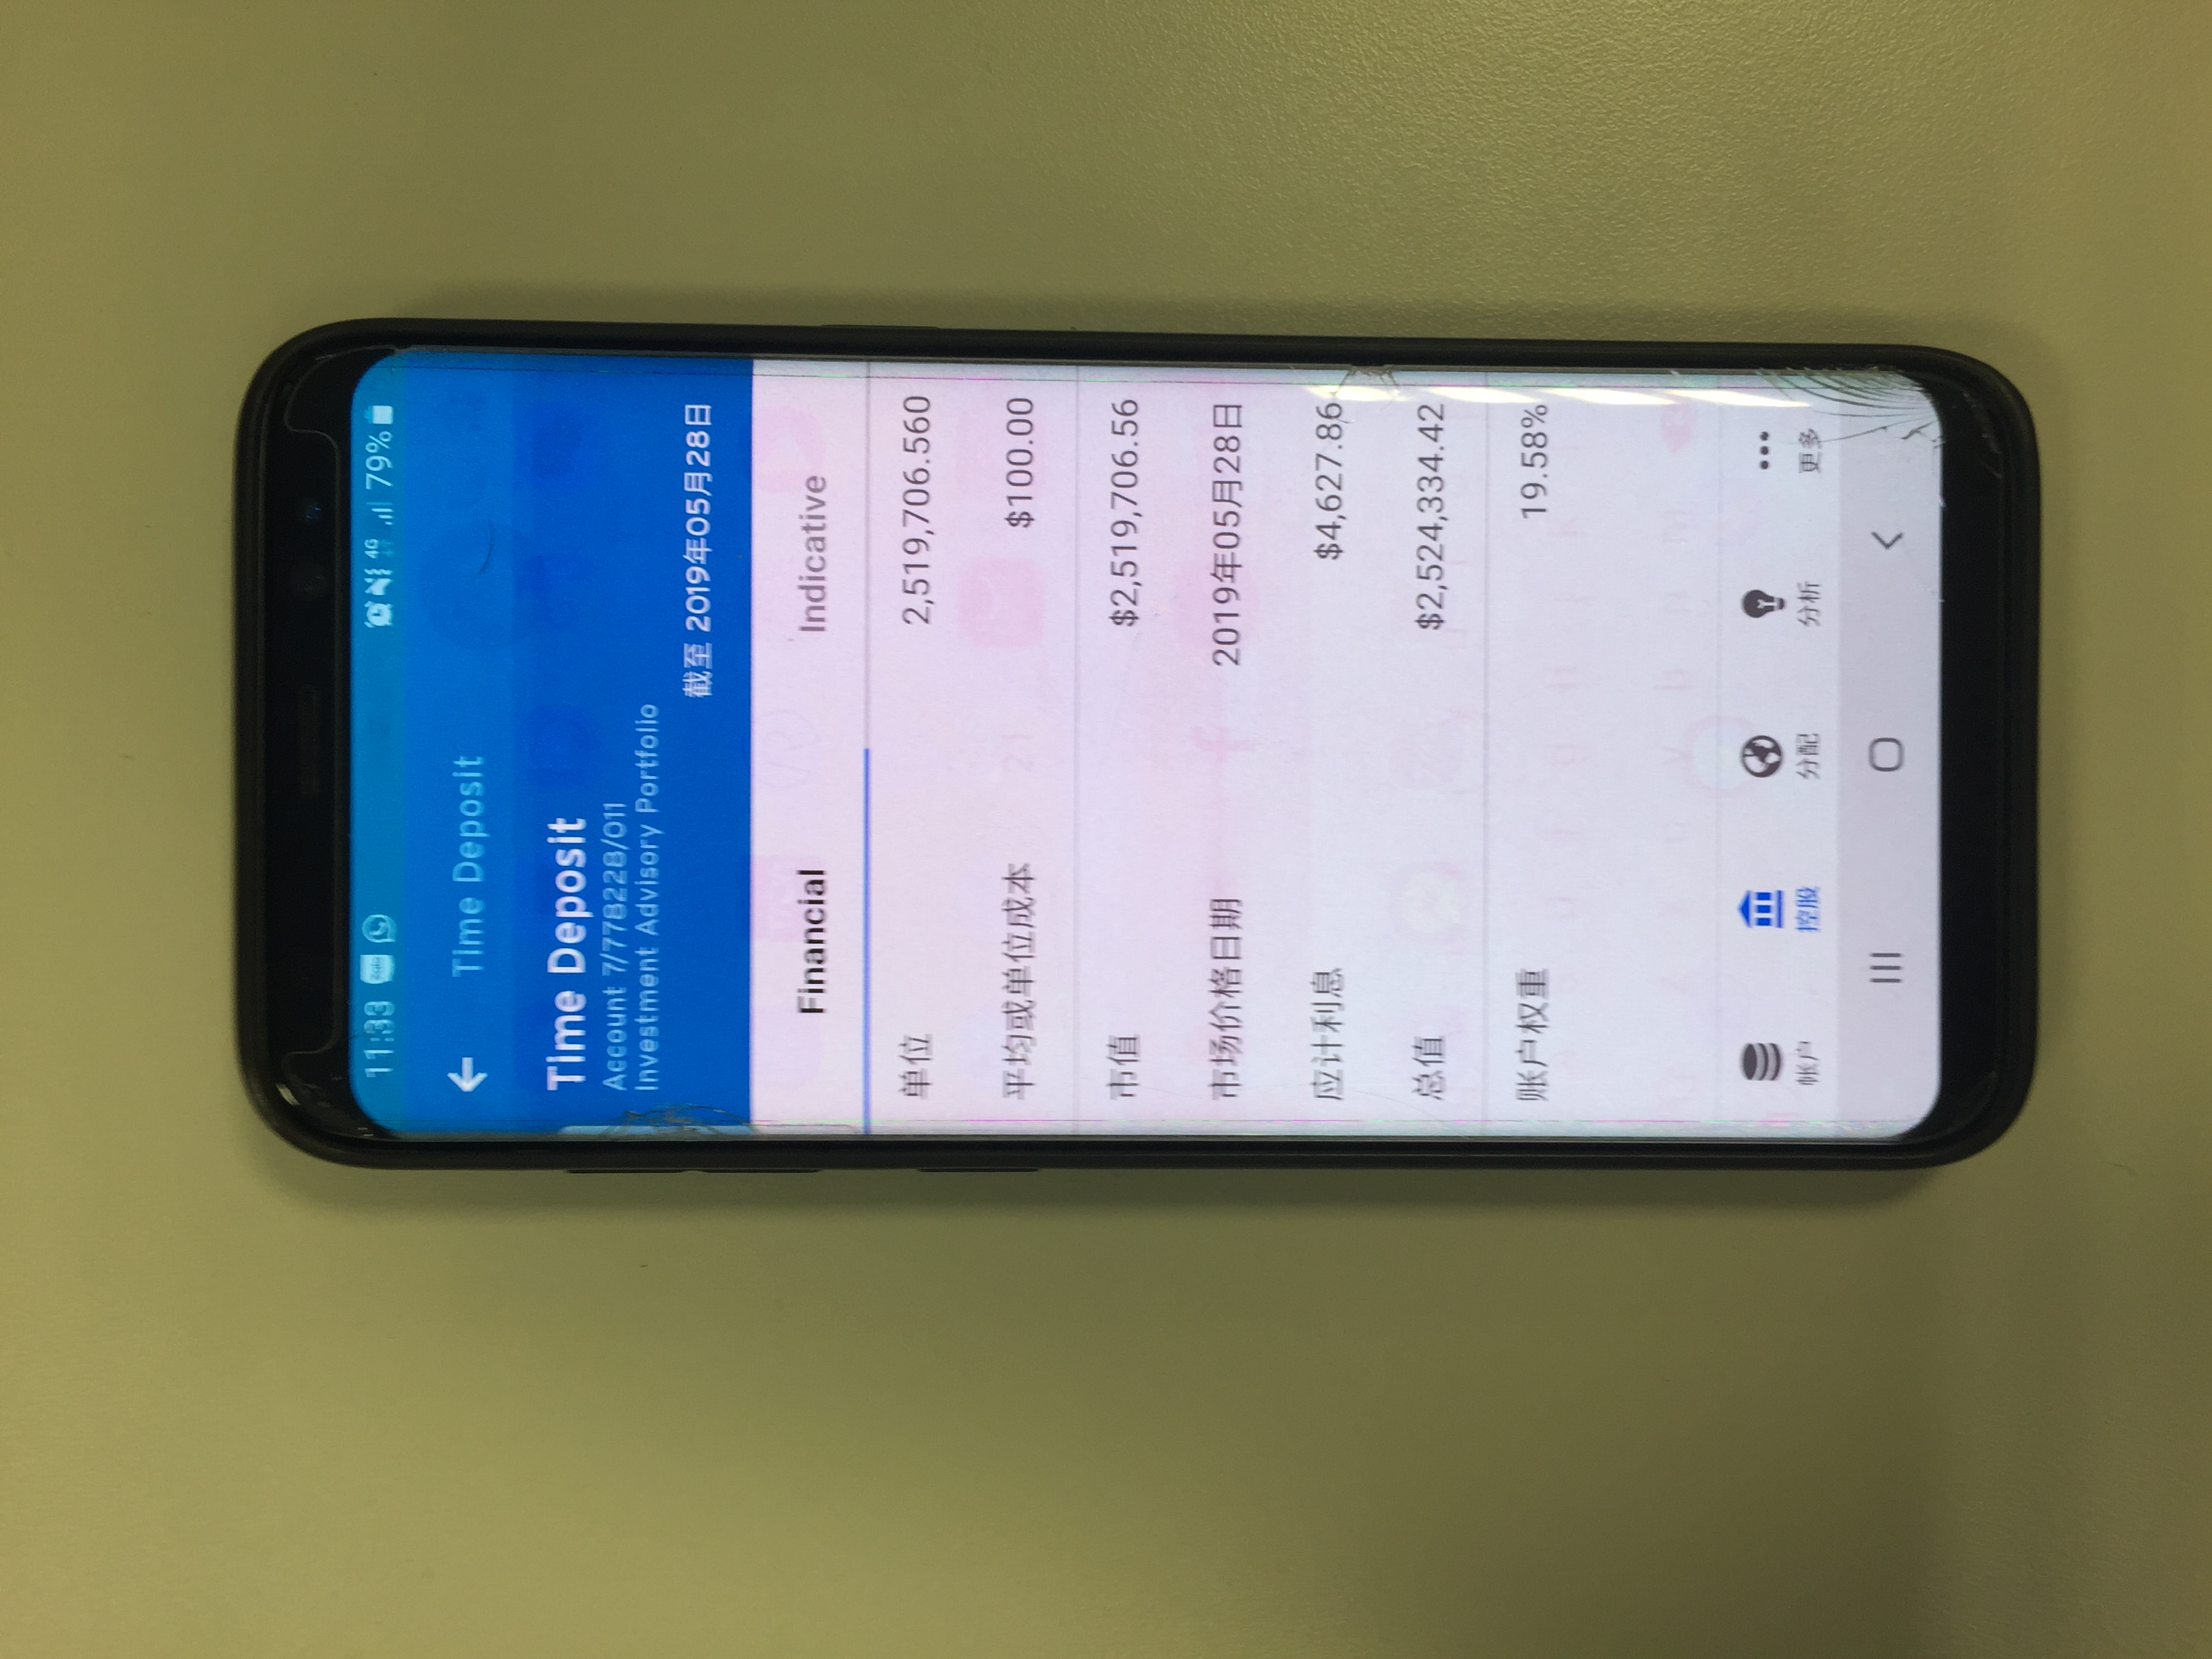 11:33 4G 79%
Time Deposit
Time Deposit
Account 7/778228/011
Investment Advisory Portfolio
截至 2019年05月28日
Financial Indicative
单位 2,519,706.560
平均或单位成本 $100.00
市值 $2,519,706.56
市场价格日期 2019年05月28日
应计利息 $4,627.86
总值 $2,524,334.42
账户权重 19.58%
帐户 控股 分配 分析 更多